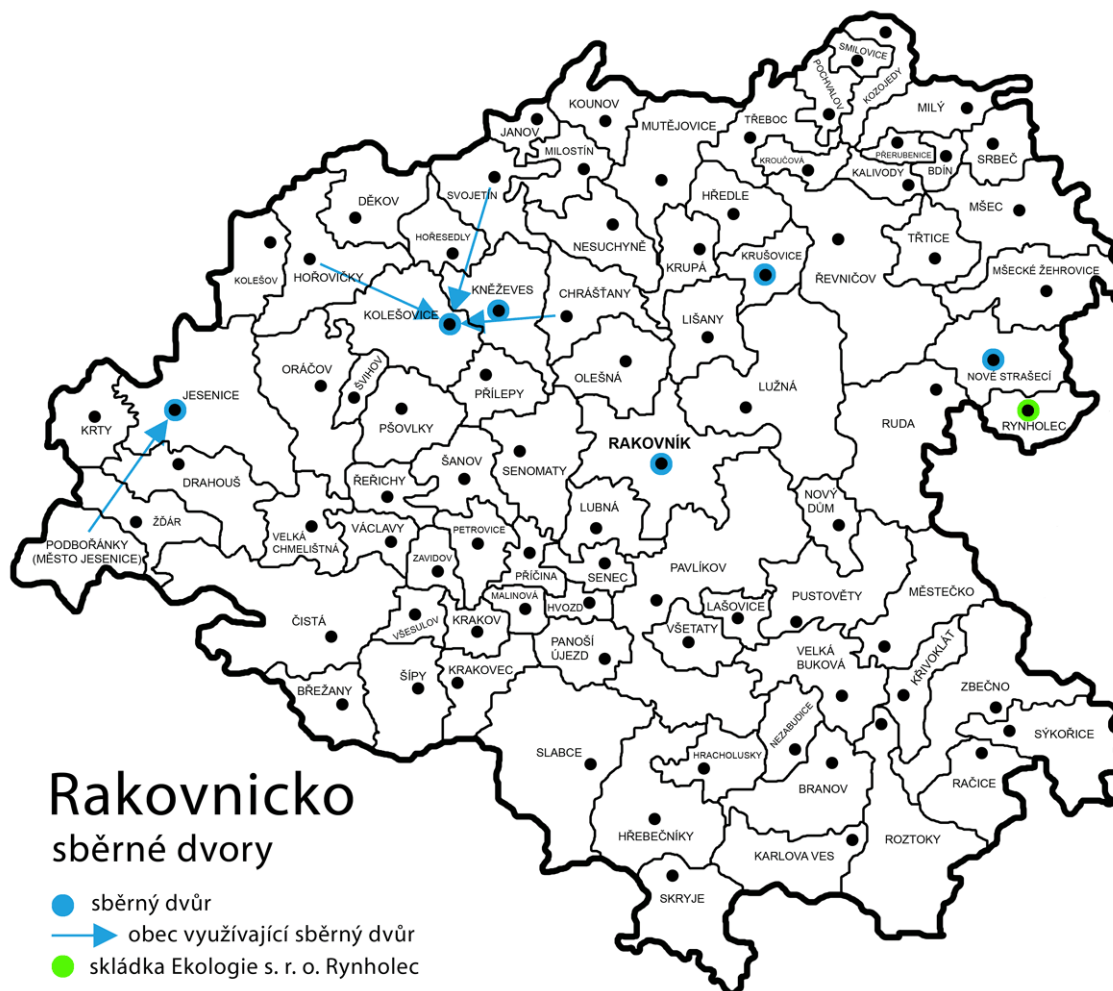 SMILOVICE
POCHVALOV
KOZOJEDY
KOUNOV
MILÝ
JANOV
MUTĚJOVICE
TŘEBOC
MILOSTÍN
KROUČOVÁ
PŘERUBENICE
SRBEČ
BDÍN
KALIVODY
SVOJETÍN
DĚKOV
HŘEDLE
MŠEC
HOŘESEDLY
NESUCHYNĚ
TŘTICE
KRUPÁ
KRUŠOVICE
KOLEŠOV
HOŘOVIČKY
ŘEVNIČOV
MŠECKÉ ŽEHROVICE
KNĚŽEVES
CHRÁŠŤANY
KOLEŠOVICE
LIŠANY
ORÁČOV
ŠVIHOV
OLEŠNÁ
NOVÉ STRAŠECÍ
PŘÍLEPY
LUŽNÁ
JESENICE
KRTY
PŠOVLKY
RUDA
RYNHOLEC
RAKOVNÍK
ŠANOV
SENOMATY
DRAHOUŠ
ŘEŘICHY
NOVÝ
DŮM
LUBNÁ
ŽĎÁR
VÁCLAVY
PETROVICE
VELKÁ
CHMELIŠTNÁ
PODBOŘÁNKY
(MĚSTO JESENICE)
ZAVIDOV
PŘÍČINA
SENEC
PAVLÍKOV
PUSTOVĚTY
MĚSTEČKO
MALINOVÁ
HVOZD
LAŠOVICE
ČISTÁ
VŠESULOV
KRAKOV
PANOŠÍ
ÚJEZD
VŠETATY
VELKÁ
BUKOVÁ
KŘIVOKLÁT
ŠÍPY
KRAKOVEC
BŘEŽANY
ZBEČNO
NEZABUDICE
SÝKOŘICE
SLABCE
HRACHOLUSKY
BRANOV
RAČICE
HŘEBEČNÍKY
ROZTOKY
KARLOVA VES
SKRYJE
Rakovnicko
sběrné dvory
sběrný dvůr
obec využívající sběrný dvůr
skládka Ekologie s. r. o. Rynholec